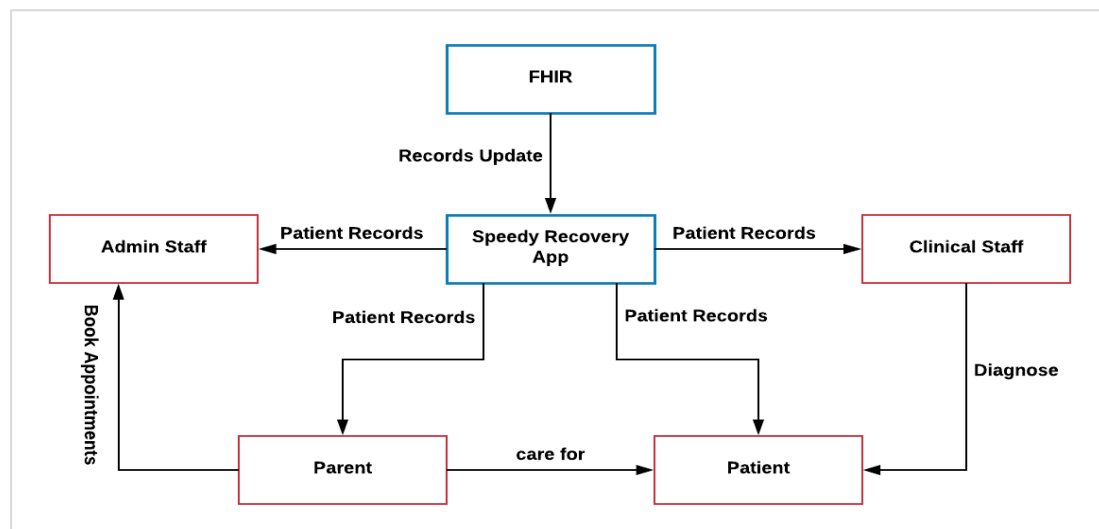 FHIR
Records Update
Admin Staff
Patient Records
Speedy Recovery
App
Patient Records
Clinical Staff
Patient Records
Patient Records
Book Appointments
Diagnose
Parent
care for
Patient